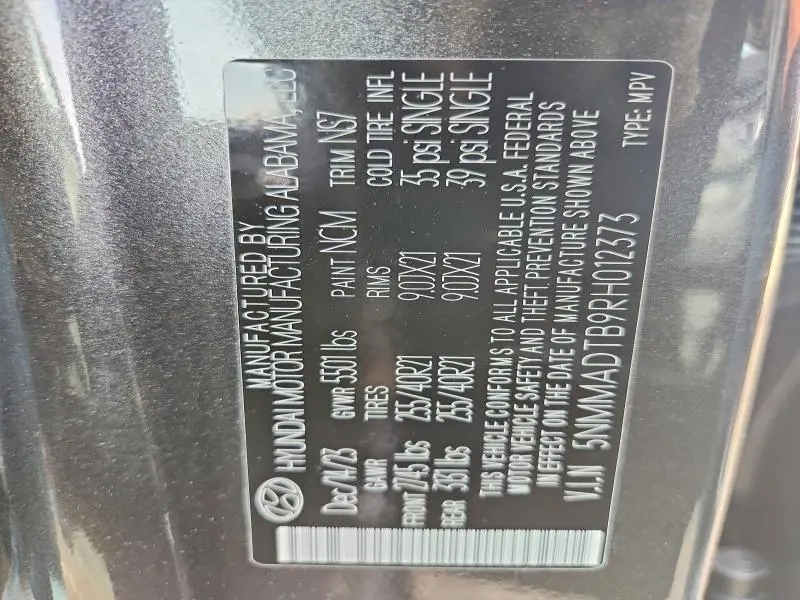 MANUFACTURED BY
HYUNDAI MOTOR MANUFACTURING ALABAMA, LLC
Dec/14/23 GVWR 5501 lbs PAINT NCM TRIM NS7
GAWR TIRES RIMS COLD TIRE INFL
FRONT 2745 lbs 255/40R21 9.0JX21 35 psi SINGLE
REAR 3131 lbs 255/40R21 9.0JX21 39 psi SINGLE
THIS VEHICLE CONFORMS TO ALL APPLICABLE U.S.A. FEDERAL
MOTOR VEHICLE SAFETY AND THEFT PREVENTION STANDARDS
IN EFFECT ON THE DATE OF MANUFACTURE SHOWN ABOVE
V.I.N 5NMMADTB9RH012373
TYPE: MPV